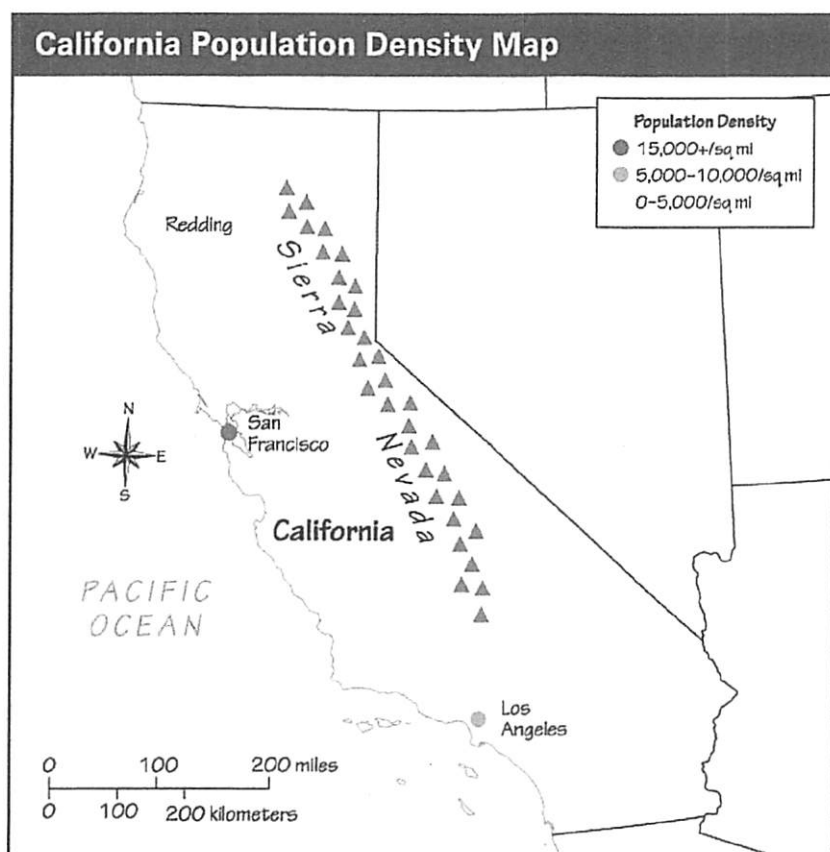 California Population Density Map
Population Density
15,000+/sq mi
5,000–10,000/sq mi
0–5,000/sq mi
Redding
Sierra
Nevada
San
Francisco
N
W
E
S
California
PACIFIC
OCEAN
Los
Angeles
0 100 200 miles
0 100 200 kilometers